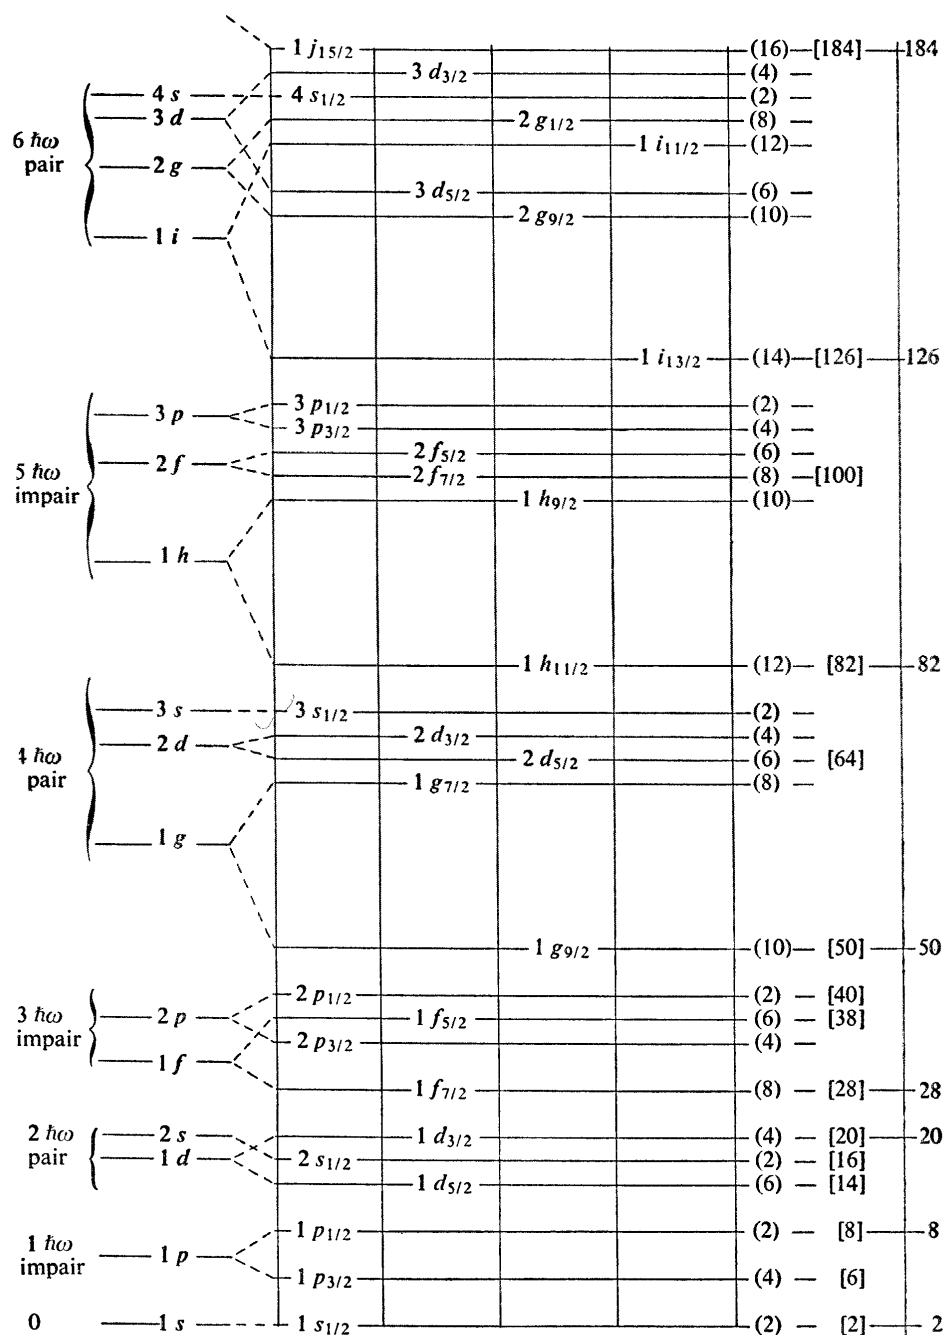 1 j15/2 (16) [184] 184
3 d3/2 (4)
4 s 4 s1/2 (2)
3 d
2 g1/2 (8)
6 ħω
pair
1 i11/2 (12)
2 g
3 d5/2 (6)
2 g9/2 (10)
1 i
1 i13/2 (14) [126] 126
3 p1/2 (2)
3 p
3 p3/2 (4)
2 f5/2 (6)
2 f
5 ħω
impair
2 f7/2 (8) [100]
1 h9/2 (10)
1 h
1 h11/2 (12) [82] 82
3 s 3 s1/2 (2)
2 d3/2 (4)
2 d
4 ħω
pair
2 d5/2 (6) [64]
1 g7/2 (8)
1 g
1 g9/2 (10) [50] 50
2 p1/2 (2) [40]
3 ħω
impair
2 p
1 f5/2 (6) [38]
2 p3/2 (4)
1 f
1 f7/2 (8) [28] 28
2 ħω
pair
2 s
1 d3/2 (4) [20] 20
1 d
2 s1/2 (2) [16]
1 d5/2 (6) [14]
1 p1/2 (2) [8] 8
1 ħω
impair
1 p
1 p3/2 (4) [6]
0 1 s 1 s1/2 (2) [2] 2